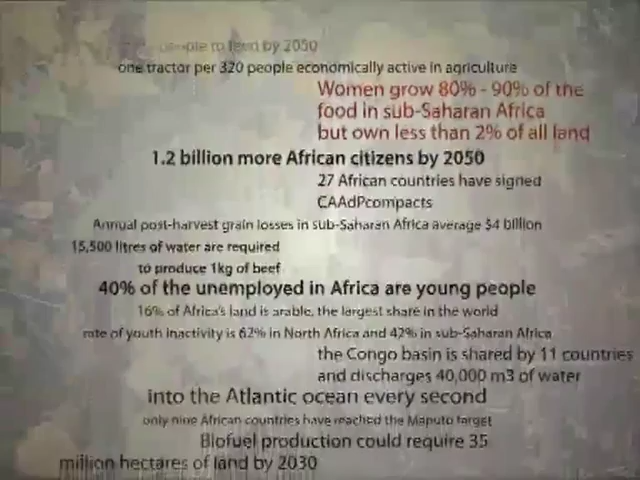 people to feed by 2050
one tractor per 320 people economically active in agriculture
Women grow 80% - 90% of the
food in sub-Saharan Africa
but own less than 2% of all land
1.2 billion more African citizens by 2050
27 African countries have signed
CAADPcompacts
Annual post-harvest grain losses in sub-Saharan Africa average $4 billion
15,500 litres of water are required
to produce 1kg of beef
40% of the unemployed in Africa are young people
16% of Africa's land is arable, the largest share in the world
rate of youth inactivity is 62% in North Africa and 42% in sub-Saharan Africa
the Congo basin is shared by 11 countries
and discharges 40,000 m3 of water
into the Atlantic ocean every second
only nine African countries have reached the Maputo target
Biofuel production could require 35
million hectares of land by 2030